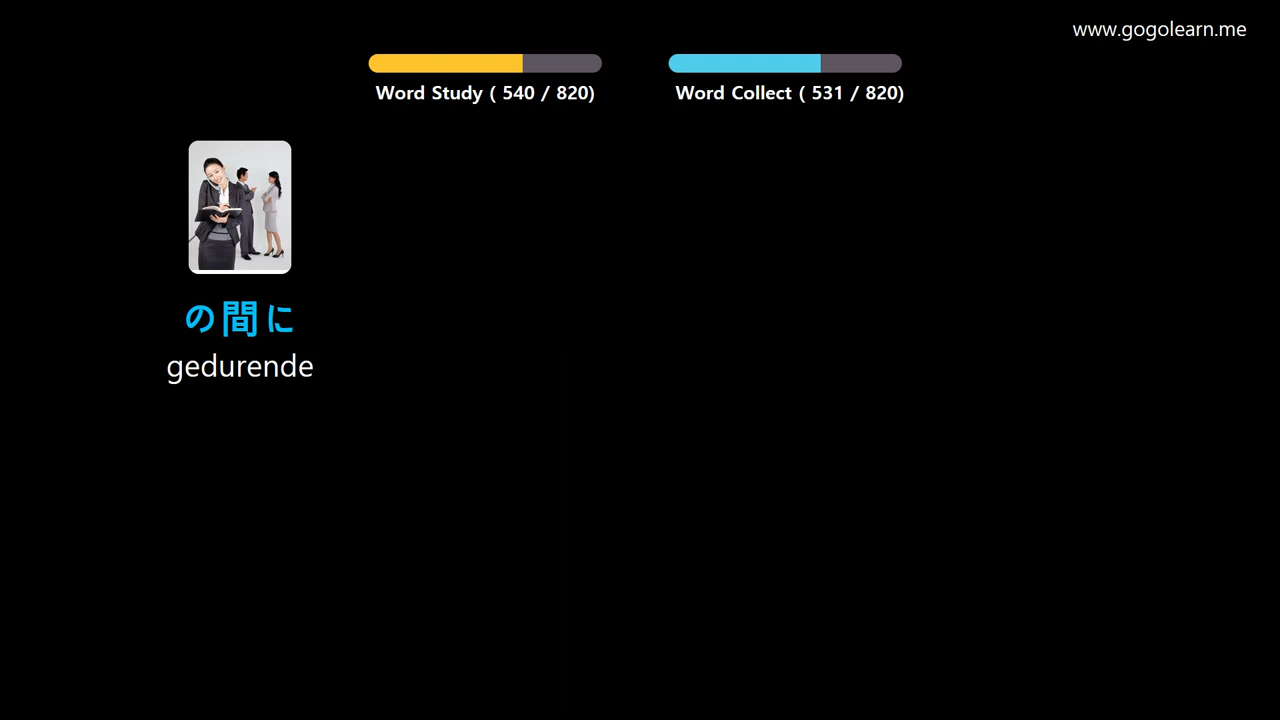 www.gogolearn.me
Word Study ( 540 / 820)
Word Collect ( 531 / 820)
の間に
gedurende